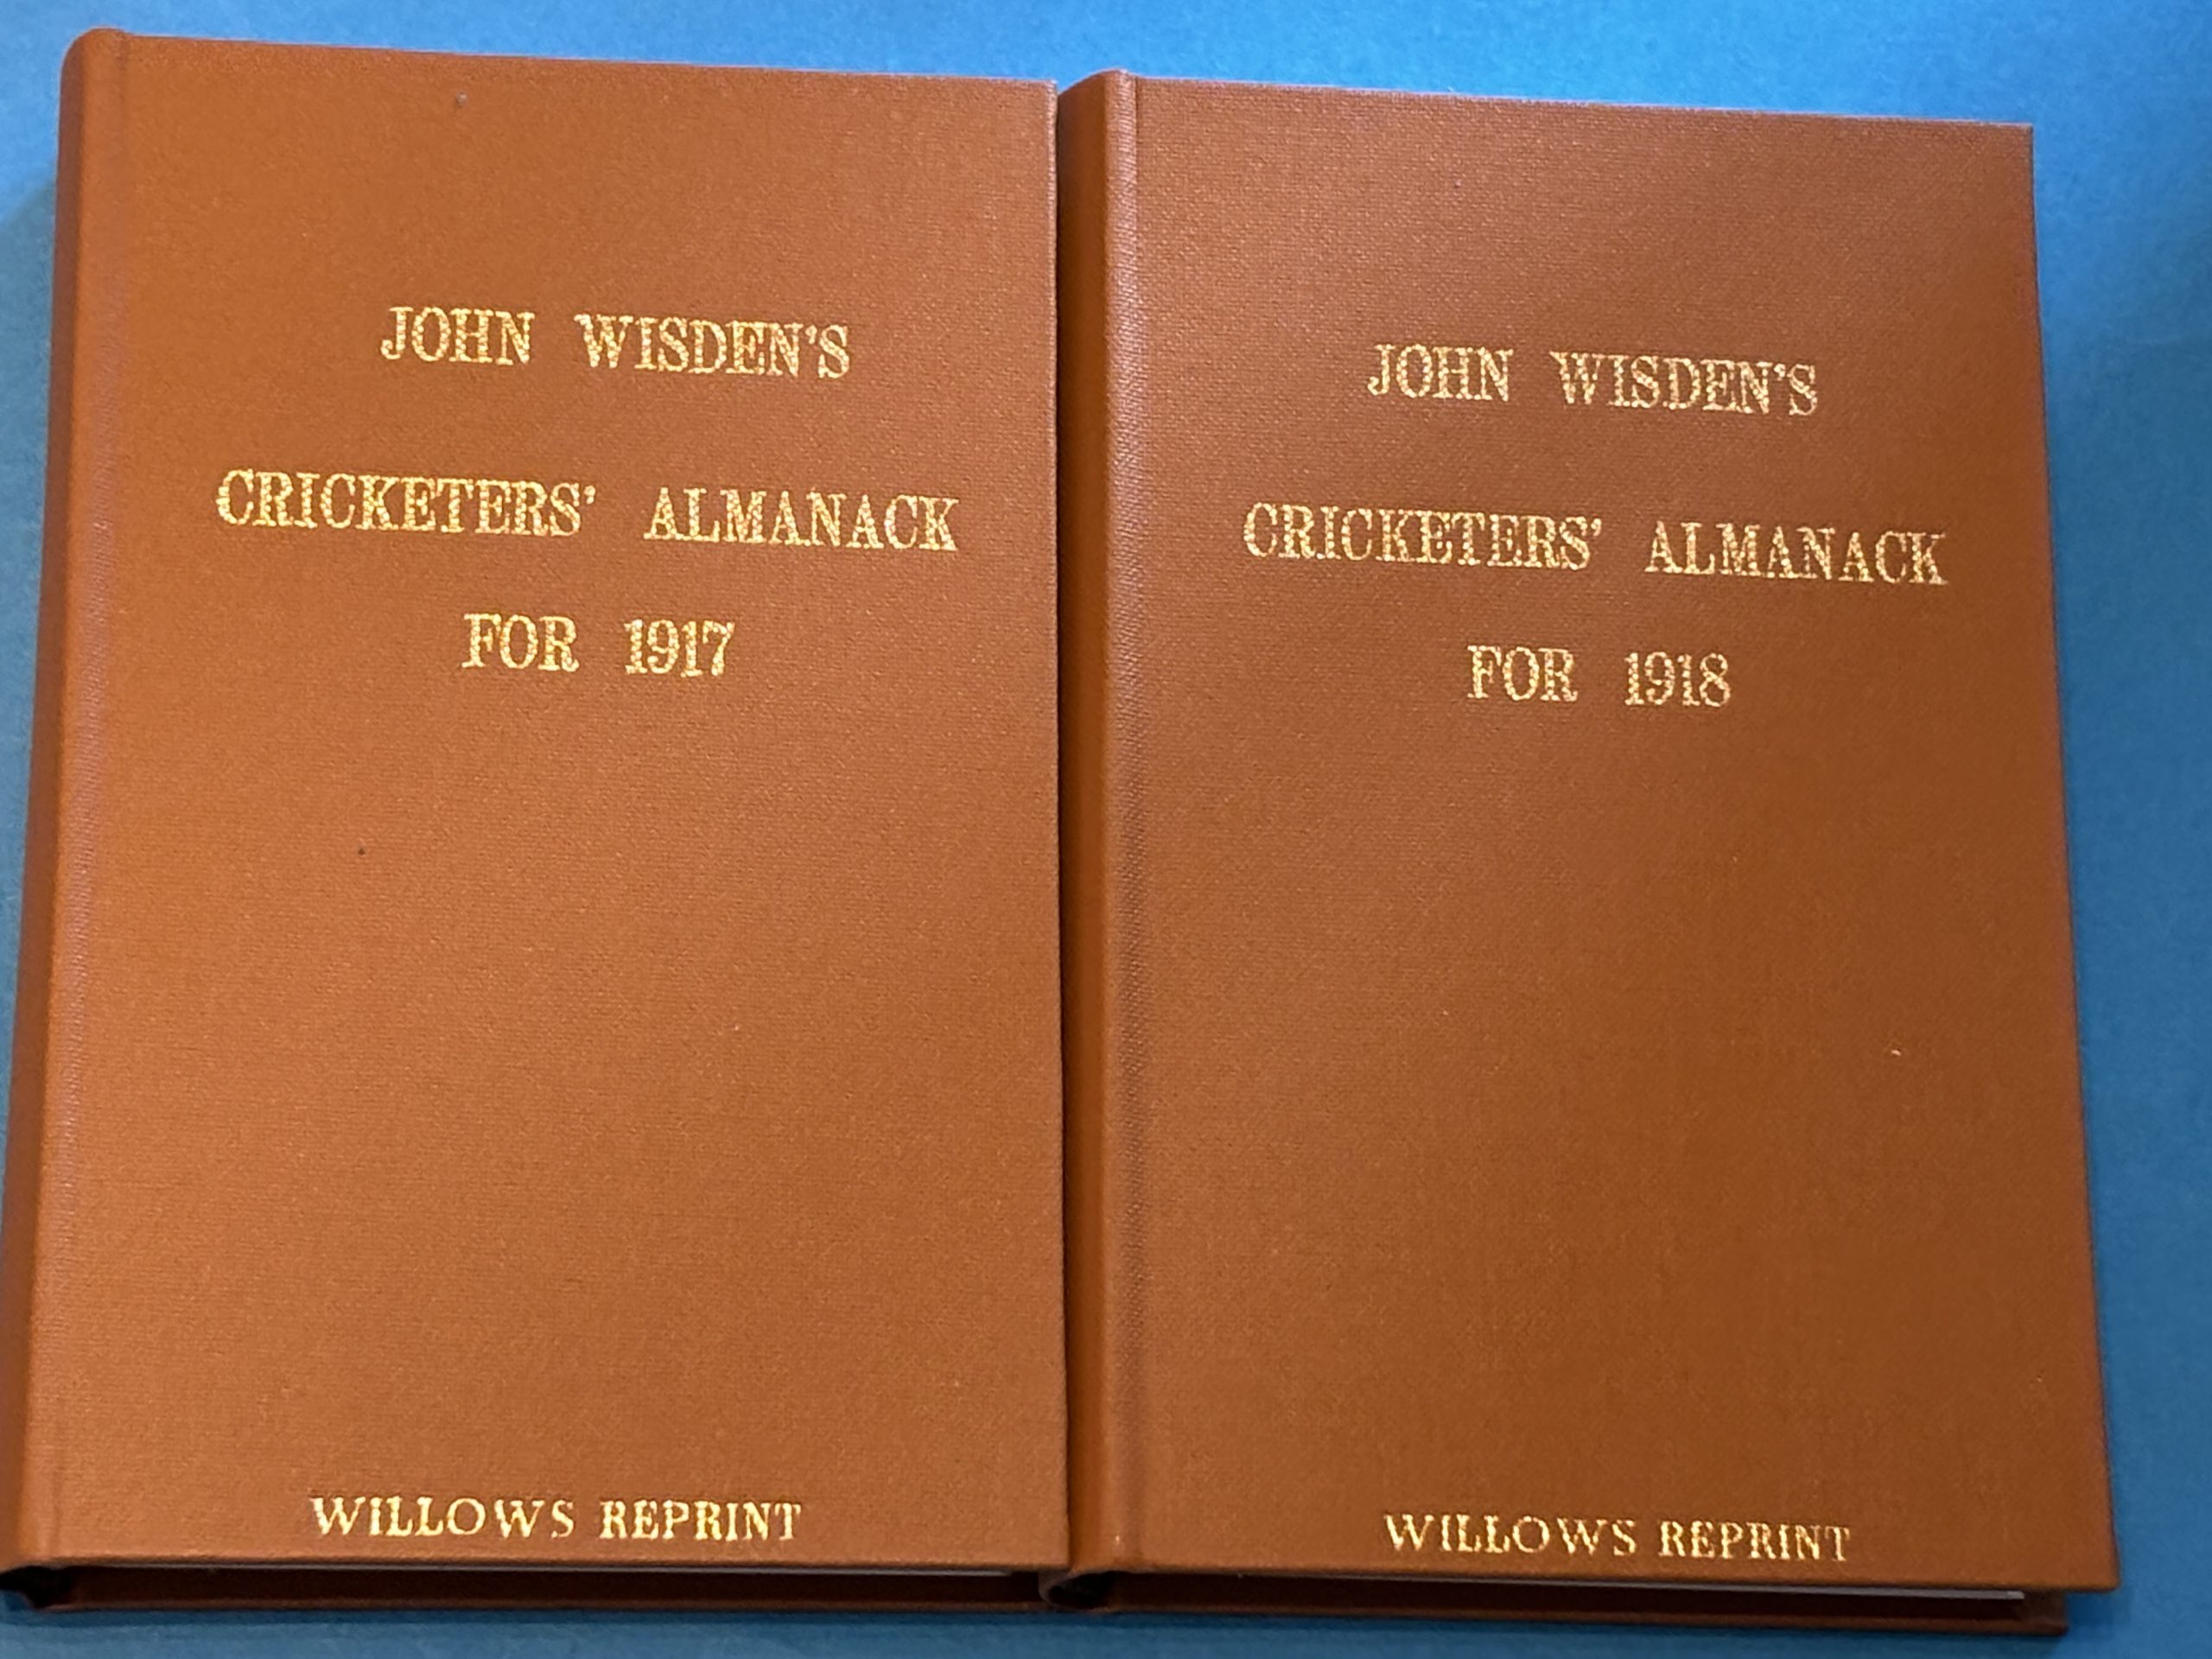 JOHN WISDEN'S
CRICKETERS' ALMANACK
FOR 1917
WILLOWS REPRINT
JOHN WISDEN'S
CRICKETERS' ALMANACK
FOR 1918
WILLOWS REPRINT